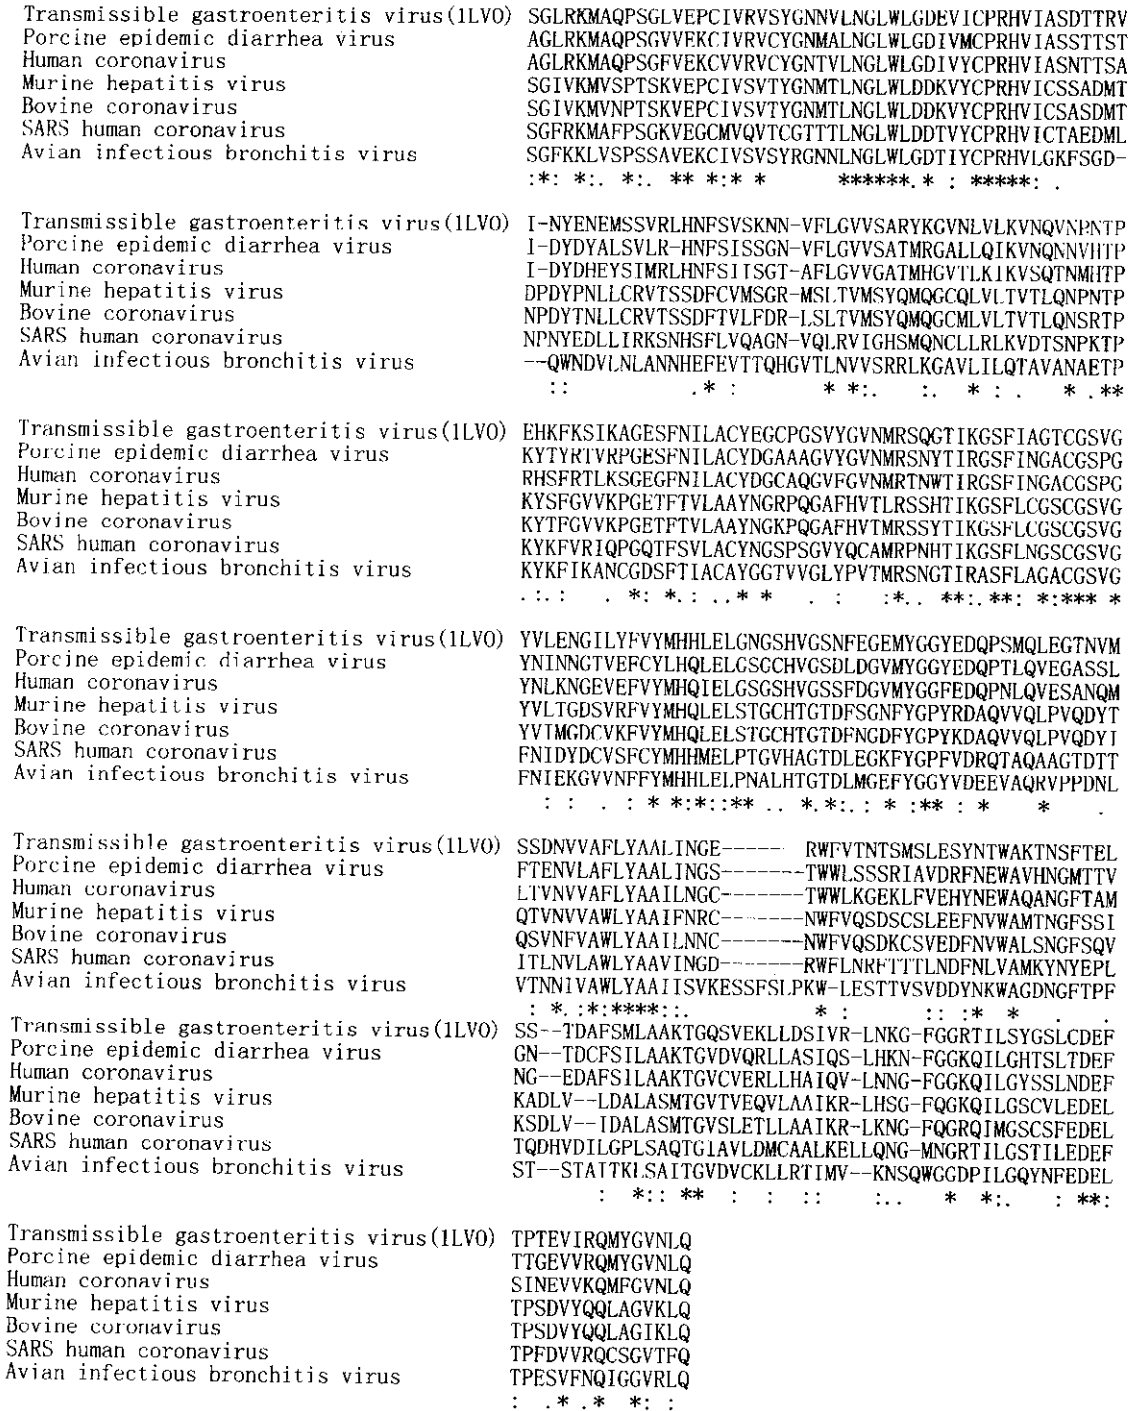 Transmissible gastroenteritis virus(1LVO) SGLRKMAQPSGLVEPCIVRVSYGNNVLNGLWLGDEVICPRHVIASDTTRV
Porcine epidemic diarrhea virus AGLRKMAQPSGVVEKCIVRVCYGNMALNGLWLGDIVMCPRHVIASSTTST
Human coronavirus AGLRKMAQPSGFVEKCVVRVCYGNTVLNGLWLGDIVYCPRHVIASNTTSA
Murine hepatitis virus SGIVKMVSPTSKVEPCIVSVTYGNMTLNGLWLDDKVYCPRHVICSSADMT
Bovine coronavirus SGIVKMVNPTSKVEPCIVSVTYGNMTLNGLWLDDKVYCPRHVICSASDMT
SARS human coronavirus SGFRKMAFPSGKVEGCMVQVTCGTTTLNGLWLDDTVYCPRHVICTAEDML
Avian infectious bronchitis virus SGFKKLVSPSSAVEKCIVSVSYRGNNLNGLWLGDTIYCPRHVLGKFSGD-
:*: *:. *:. ** *:* * ******.* : *****: .
Transmissible gastroenteritis virus(1LVO) I-NYENEMSSVRLHNFSVSKNN-VFLGVVSARYKGVNLVLKVNQVNPNTP
Porcine epidemic diarrhea virus I-DYDYALSVLR-HNFSISSGN-VFLGVVSATMRGALLQIKVNQNNVHTP
Human coronavirus I-DYDHEYSIMRLHNFSIISGT-AFLGVVGATMHGVTLKIKVSQTNMHTP
Murine hepatitis virus DPDYPNLLCRVTSSDFCVMSGR-MSLTVMSYQMQGCQLVLTVTLQNPNTP
Bovine coronavirus NPDYTNLLCRVTSSDFTVLFDR-LSLTVMSYQMQGCMLVLTVTLQNSRTP
SARS human coronavirus NPNYEDLLIRKSNHSFLVQAGN-VQLRVIGHSMQNCLLRLKVDTSNPKTP
Avian infectious bronchitis virus --QWNDVLNLANNHEFEVTTQHGVTLNVVSRRLKGAVLILQTAVANAETP
:: .* : * *:. :. * : . * .**
Transmissible gastroenteritis virus(1LVO) EHKFKSIKAGESFNILACYEGCPGSVYGVNMRSQGTIKGSFIAGTCGSVG
Porcine epidemic diarrhea virus KYTYRTVRPGESFNILACYDGAAAGVYGVNMRSNYTIRGSFINGACGSPG
Human coronavirus RHSFRTLKSGEGFNILACYDGCAQGVFGVNMRTNWTIRGSFINGACGSPG
Murine hepatitis virus KYSFGVVKPGETFTVLAAYNGRPQGAFHVTLRSSHTIKGSFLCGSCGSVG
Bovine coronavirus KYTFGVVKPGETFTVLAAYNGKPQGAFHVTMRSSYTIKGSFLCGSCGSVG
SARS human coronavirus KYKFVRIQPGQTFSVLACYNGSPSGVYQCAMRPNHTIKGSFLNGSCGSVG
Avian infectious bronchitis virus KYKFIKANCGDSFTIACAYGGTVVGLYPVTMRSNGTIRASFLAGACGSVG
.:.: . *: *.: ..* * . : :*.. **:.**: *:*** *
Transmissible gastroenteritis virus(1LVO) YVLENGILYFVYMHHLELGNGSHVGSNFEGEMYGGYEDQPSMQLEGTNVM
Porcine epidemic diarrhea virus YNINNGTVEFCYLHQLELGSGCHVGSDLDGVMYGGYEDQPTLQVEGASSL
Human coronavirus YNLKNGEVEFVYMHQIELGSGSHVGSSFDGVMYGGFEDQPNLQVESANQM
Murine hepatitis virus YVLTGDSVRFVYMHQLELSTGCHTGTDFSGNFYGPYRDAQVVQLPVQDYT
Bovine coronavirus YVTMGDCVKFVYMHQLELSTGCHTGTDFNGDFYGPYKDAQVVQLPVQDYI
SARS human coronavirus FNIDYDCVSFCYMHHMELPTGVHAGTDLEGKFYGPFVDRQTAQAAGTDTT
Avian infectious bronchitis virus FNIEKGVVNFFYMHHLELPNALHTGTDLMGEFYGGYVDEEVAQRVPPDNL
: : . : * *:*::** .. *.*:.: * :** : * * .
Transmissible gastroenteritis virus(1LVO) SSDNVVAFLYAALINGE-------RWFVTNTSMSLESYNTWAKTNSFTEL
Porcine epidemic diarrhea virus FTENVLAFLYAALINGS-------TWWLSSSRIAVDRFNEWAVHNGMTTV
Human coronavirus LTVNVVAFLYAAILNGC-------TWWLKGEKLFVEHYNEWAQANGFTAM
Murine hepatitis virus QTVNVVAWLYAAIFNRC-------NWFVQSDSCSLEEFNVWAMTNGFSSI
Bovine coronavirus QSVNFVAWLYAAILNNC-------NWFVQSDKCSVEDFNVWALSNGFSQV
SARS human coronavirus ITLNVLAWLYAAVINGD-------RWFLNRFTTTLNDFNLVAMKYNYEPL
Avian infectious bronchitis virus VTNNIVAWLYAAIISVKESSFSLPKW-LESTTVSVDDYNKWAGDNGFTPF
: *.:*:****::. * : :: :* * . .
Transmissible gastroenteritis virus(1LVO) SS--TDAFSMLAAKTGQSVEKLLDSIVR-LNKG-FGGRTILSYGSLCDEF
Porcine epidemic diarrhea virus GN--TDCFSILAAKTGVDVQRLLASIQS-LHKN-FGGKQILGHTSLTDEF
Human coronavirus NG--EDAFSILAAKTGVCVERLLHAIQV-LNNG-FGGKQILGYSSLNDEF
Murine hepatitis virus KADLV--LDALASMTGVTVEQVLAAIKR-LHSG-FQGKQILGSCVLEDEL
Bovine coronavirus KSDLV--IDALASMTGVSLETLLAAIKR-LKNG-FQGRQIMGSCSFEDEL
SARS human coronavirus TQDHVDILGPLSAQTGIAVLDMCAALKELLQNG-MNGRTILGSTILEDEF
Avian infectious bronchitis virus ST--STATTKLSAITGVDVCKLLRTIMV--KNSQWGGDPILGQYNFEDEL
: *:: ** : : :: :.. * *:. : **:
Transmissible gastroenteritis virus(1LVO) TPTEVIRQMYGVNLQ
Porcine epidemic diarrhea virus TTGEVVRQMYGVNLQ
Human coronavirus SINEVVKQMFGVNLQ
Murine hepatitis virus TPSDVYQQLAGVKLQ
Bovine coronavirus TPSDVYQQLAGIKLQ
SARS human coronavirus TPFDVVRQCSGVTFQ
Avian infectious bronchitis virus TPESVFNQIGGVRLQ
: .* .* *: :